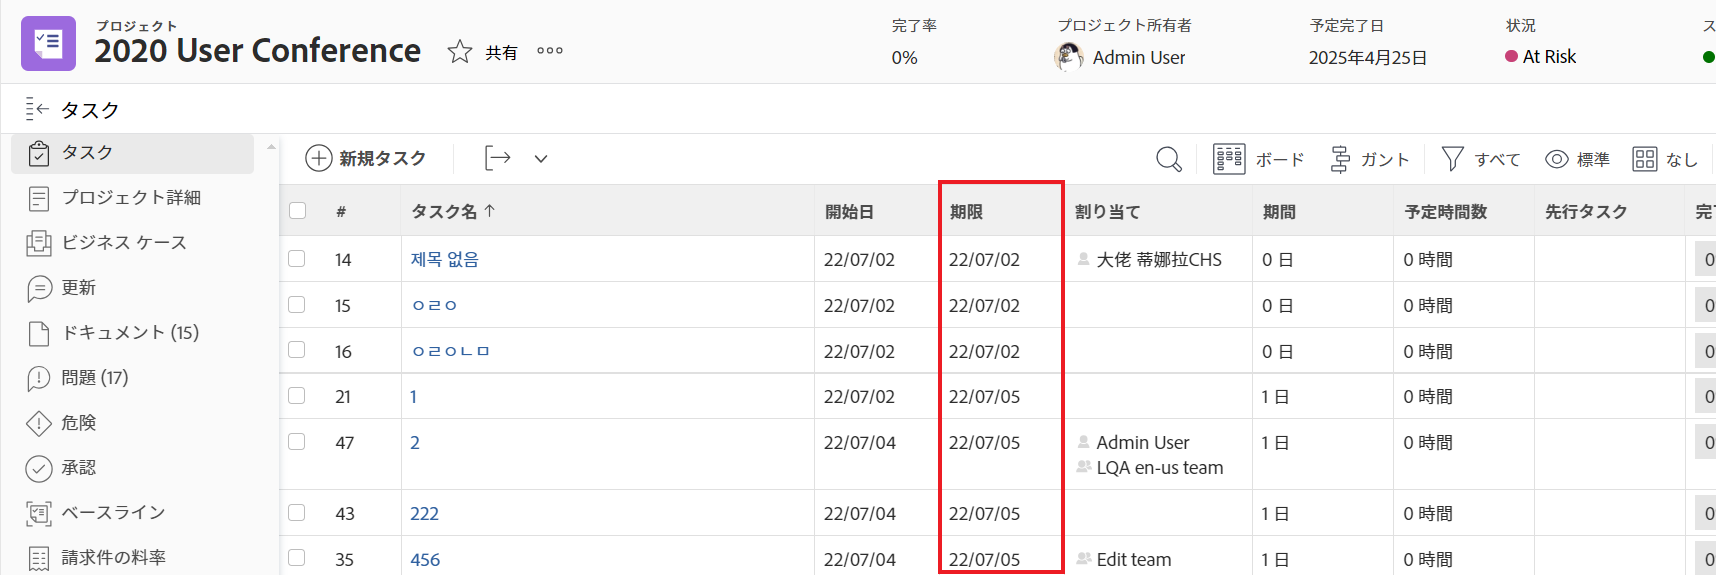 プロジェクト
2020 User Conference
共有
完了率
0%
プロジェクト所有者
Admin User
予定完了日
2025年4月25日
状況
At Risk
ス
タスク
タスク
プロジェクト詳細
ビジネス ケース
更新
ドキュメント (15)
問題 (17)
危険
承認
ベースライン
請求件の料率
新規タスク
ボード
ガント
すべて
標準
なし
# タスク名 ↑ 開始日 期限 割り当て 期間 予定時間数 先行タスク 完了
14 제목 없음 22/07/02 22/07/02 大佬 蒂娜拉CHS 0 日 0 時間 0
15 ㅇㄹㅇ 22/07/02 22/07/02 0 日 0 時間 0
16 ㅇㄹㅇㄴㅁ 22/07/02 22/07/02 0 日 0 時間 0
21 1 22/07/02 22/07/05 1 日 0 時間 0
47 2 22/07/04 22/07/05 Admin User 1 日 0 時間 0
LQA en-us team
43 222 22/07/04 22/07/05 1 日 0 時間 0
35 456 22/07/04 22/07/05 Edit team 1 日 0 時間 0